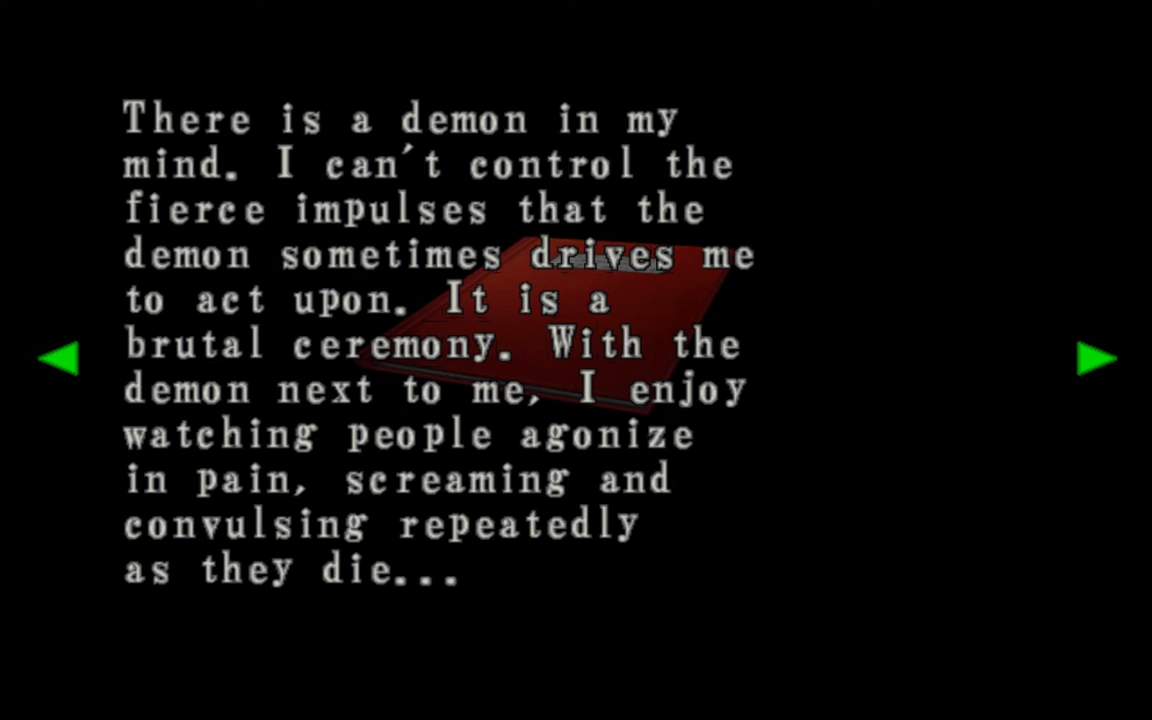 There is a demon in my
mind. I can't control the
fierce impulses that the
demon sometimes drives me
to act upon. It is a
brutal ceremony. With the
demon next to me, I enjoy
watching people agonize
in pain, screaming and
convulsing repeatedly
as they die...